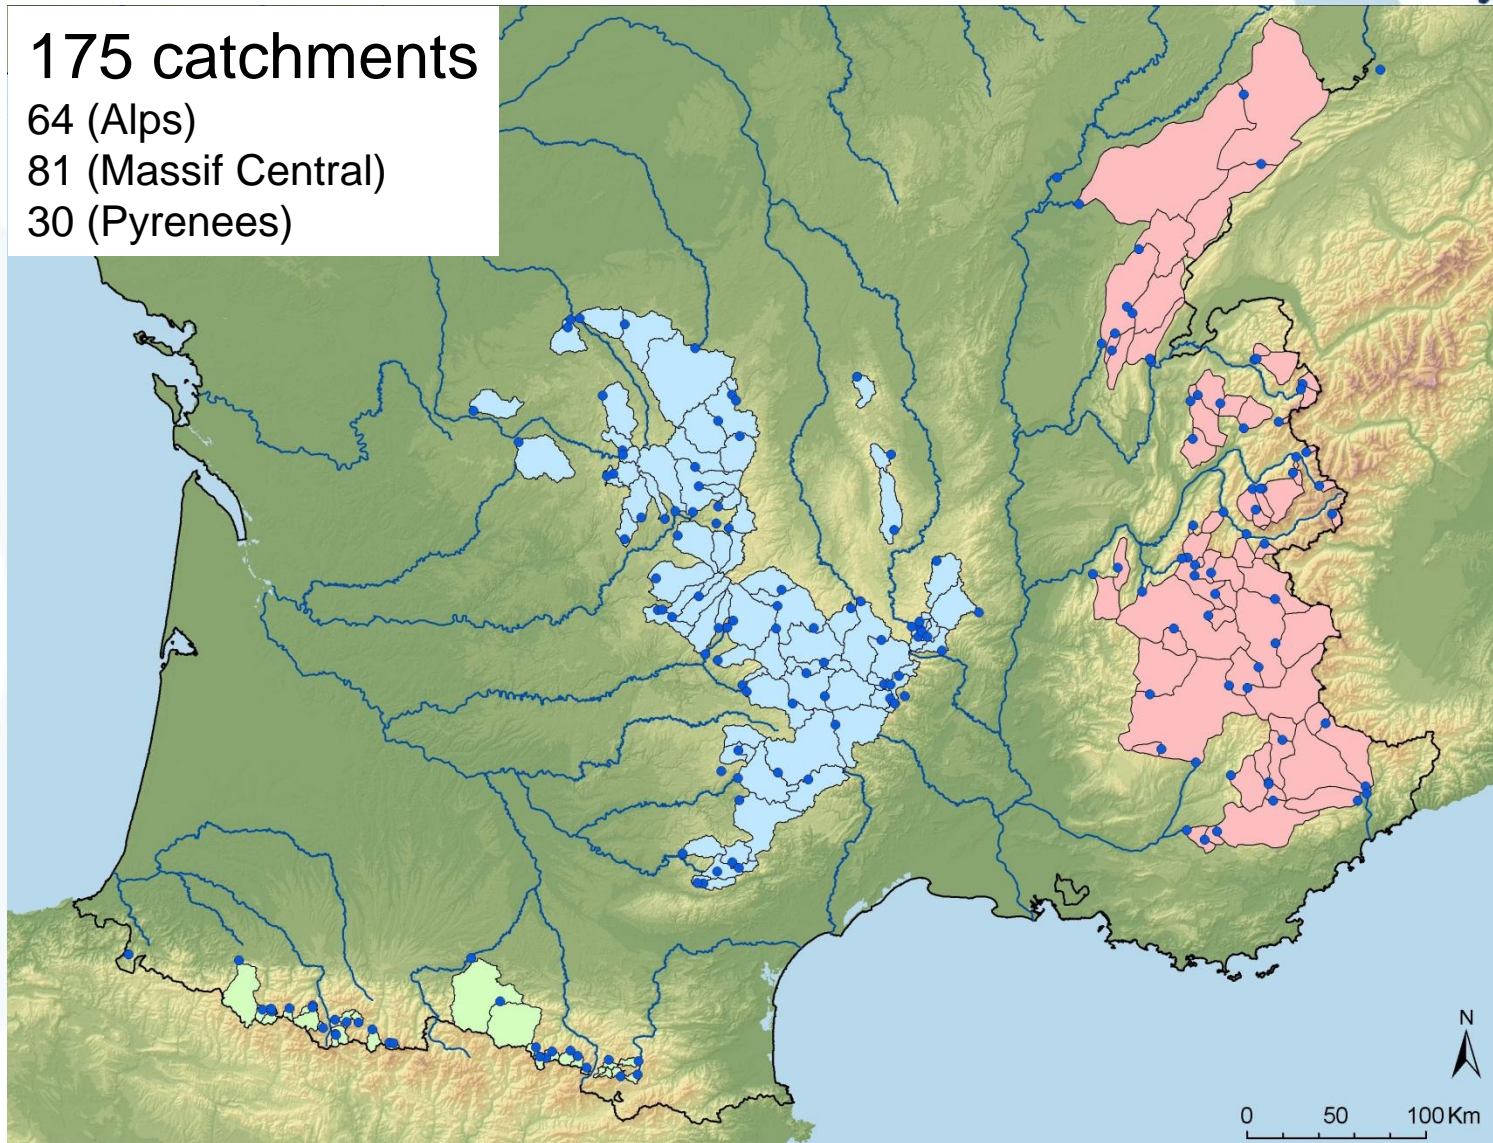 175 catchments
64 (Alps)
81 (Massif Central)
30 (Pyrenees)
N
0 50 100 Km